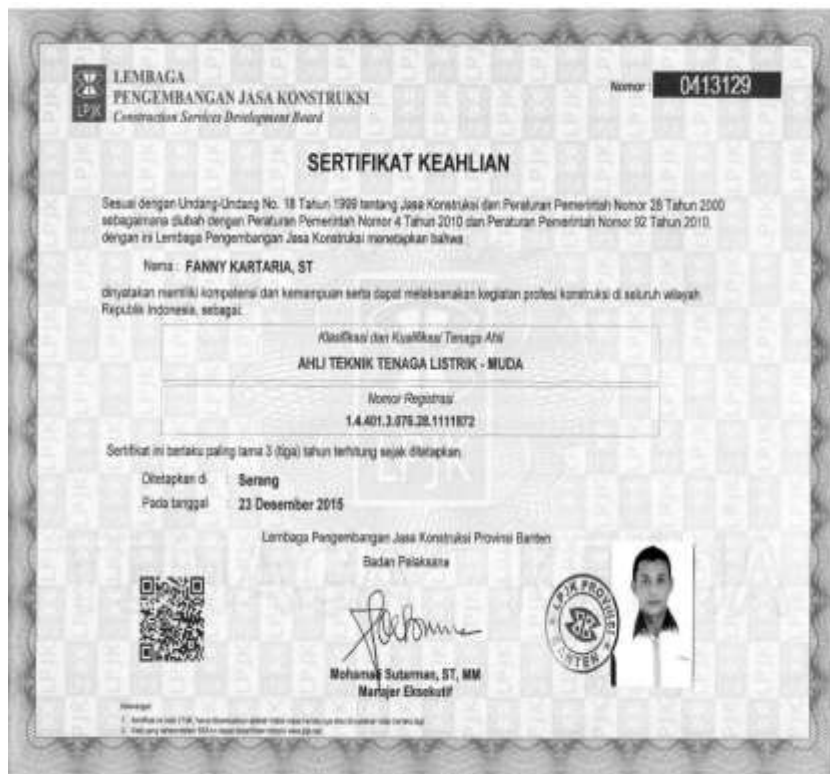 LEMBAGA
PENGEMBANGAN JASA KONSTRUKSI
Construction Services Development Board
LPJK
Nomor : 0413129
SERTIFIKAT KEAHLIAN
Sesuai dengan Undang-Undang No. 18 Tahun 1999 tentang Jasa Konstruksi dan Peraturan Pemerintah Nomor 28 Tahun 2000
sebagaimana diubah dengan Peraturan Pemerintah Nomor 4 Tahun 2010 dan Peraturan Pemerintah Nomor 92 Tahun 2010,
dengan ini Lembaga Pengembangan Jasa Konstruksi menetapkan bahwa :
Nama : FANNY KARTARIA, ST
dinyatakan memiliki kompetensi dan kemampuan serta dapat melaksanakan kegiatan profesi konstruksi di seluruh wilayah
Republik Indonesia, sebagai:
Klasifikasi dan Kualifikasi Tenaga Ahli
AHLI TEKNIK TENAGA LISTRIK - MUDA
Nomor Registrasi
1.4.401.3.076.28.1111872
Sertifikat ini berlaku paling lama 3 (tiga) tahun terhitung sejak ditetapkan.
Ditetapkan di : Serang
Pada tanggal : 23 Desember 2015
Lembaga Pengembangan Jasa Konstruksi Provinsi Banten
Badan Pelaksana
LPJK PROVINSI
BANTEN
Mohamad Sutarman, ST, MM
Manajer Eksekutif